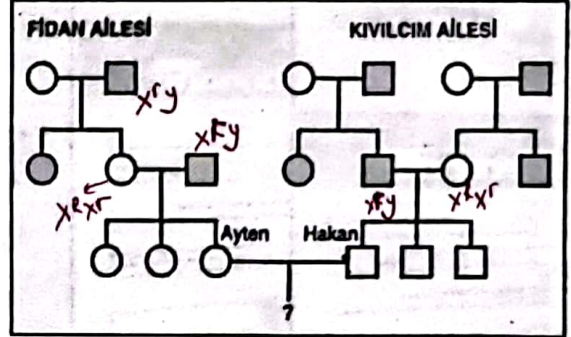 FİDAN AİLESİ
KIVILCIM AİLESİ
xʳy
xʳy
xᴿxʳ
xʳy
xᴿxʳ
Ayten
Hakan
?